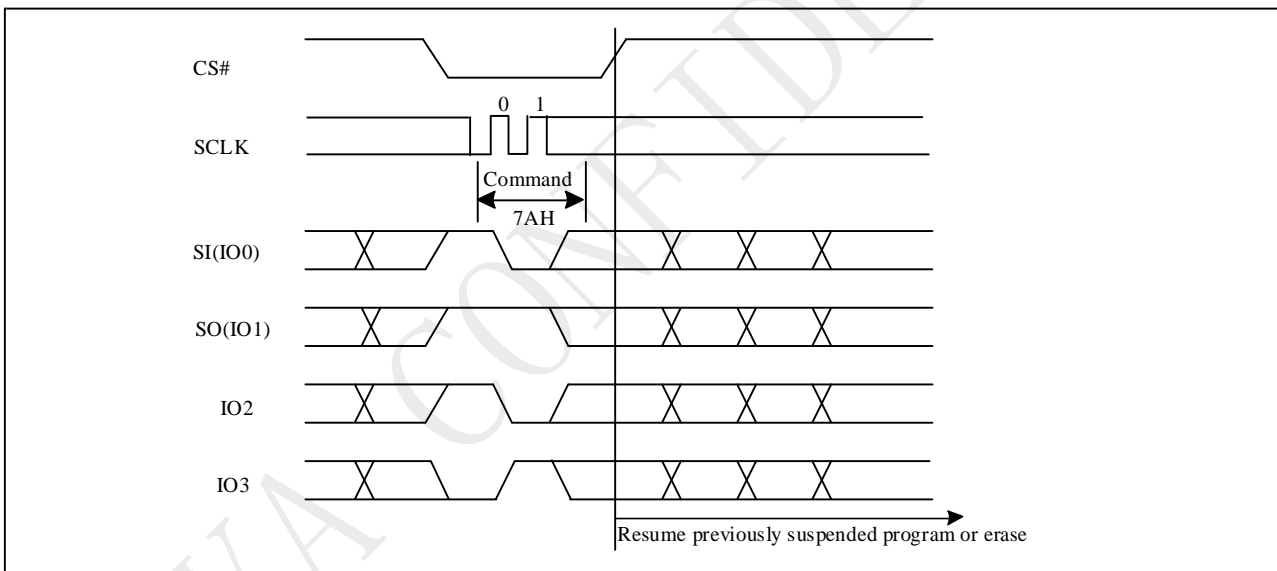 CS#
0 1
SCLK
Command
7AH
SI(IO0)
SO(IO1)
IO2
IO3
Resume previously suspended program or erase